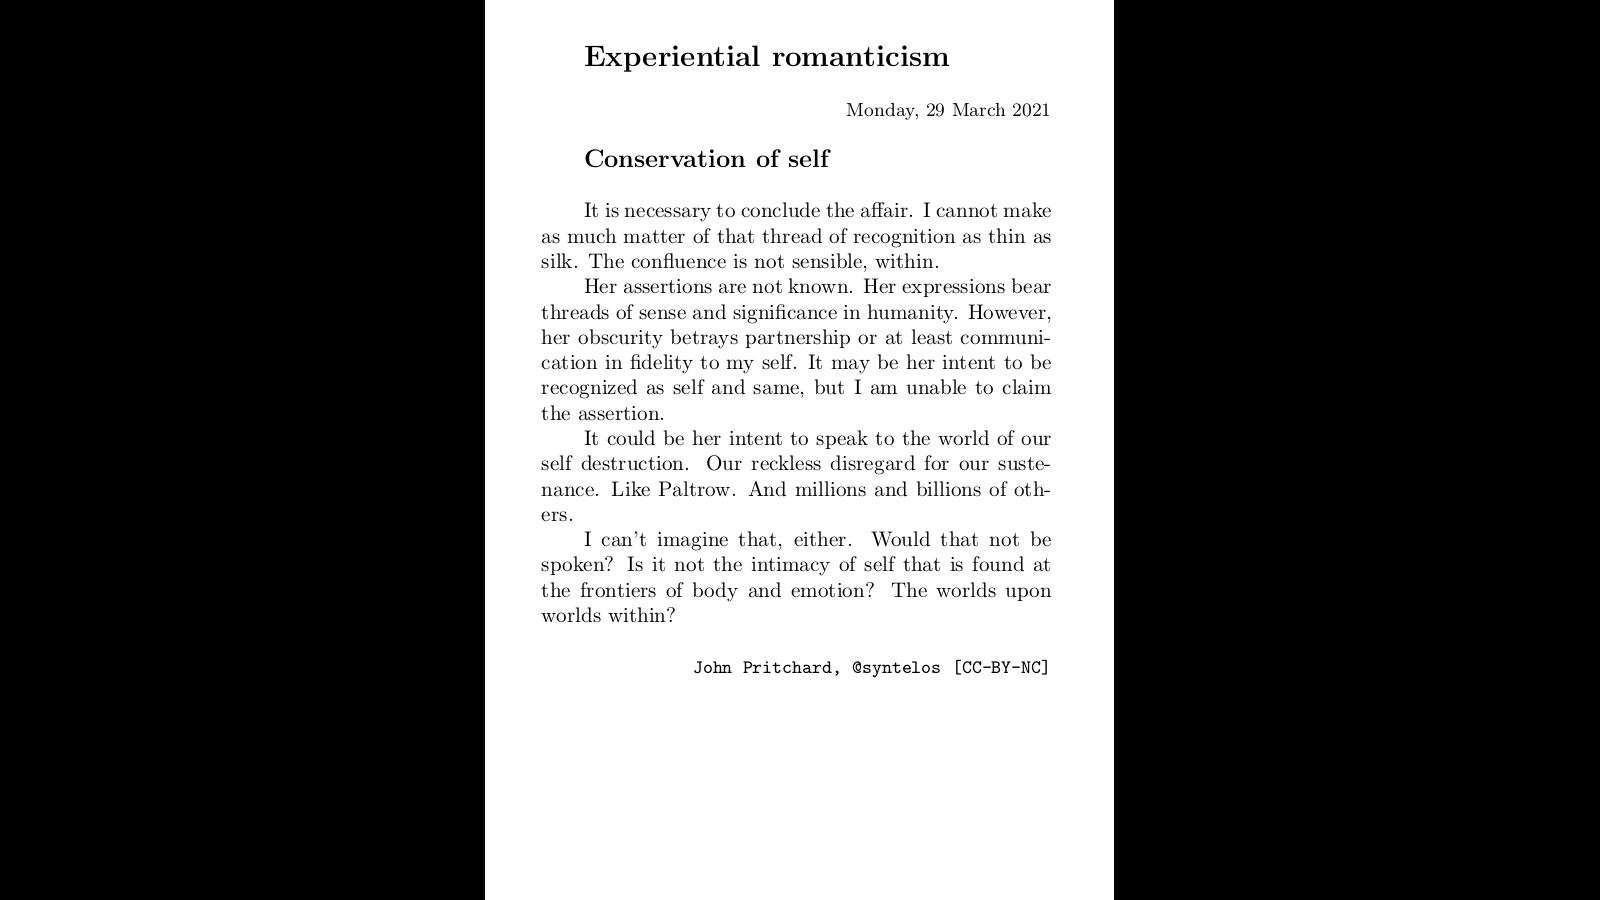 Experiential romanticism
Monday, 29 March 2021
Conservation of self
It is necessary to conclude the affair. I cannot make
as much matter of that thread of recognition as thin as
silk. The confluence is not sensible, within.
Her assertions are not known. Her expressions bear
threads of sense and significance in humanity. However,
her obscurity betrays partnership or at least communi-
cation in fidelity to my self. It may be her intent to be
recognized as self and same, but I am unable to claim
the assertion.
It could be her intent to speak to the world of our
self destruction. Our reckless disregard for our suste-
nance. Like Paltrow. And millions and billions of oth-
ers.
I can't imagine that, either. Would that not be
spoken? Is it not the intimacy of self that is found at
the frontiers of body and emotion? The worlds upon
worlds within?
John Pritchard, @syntelos [CC-BY-NC]